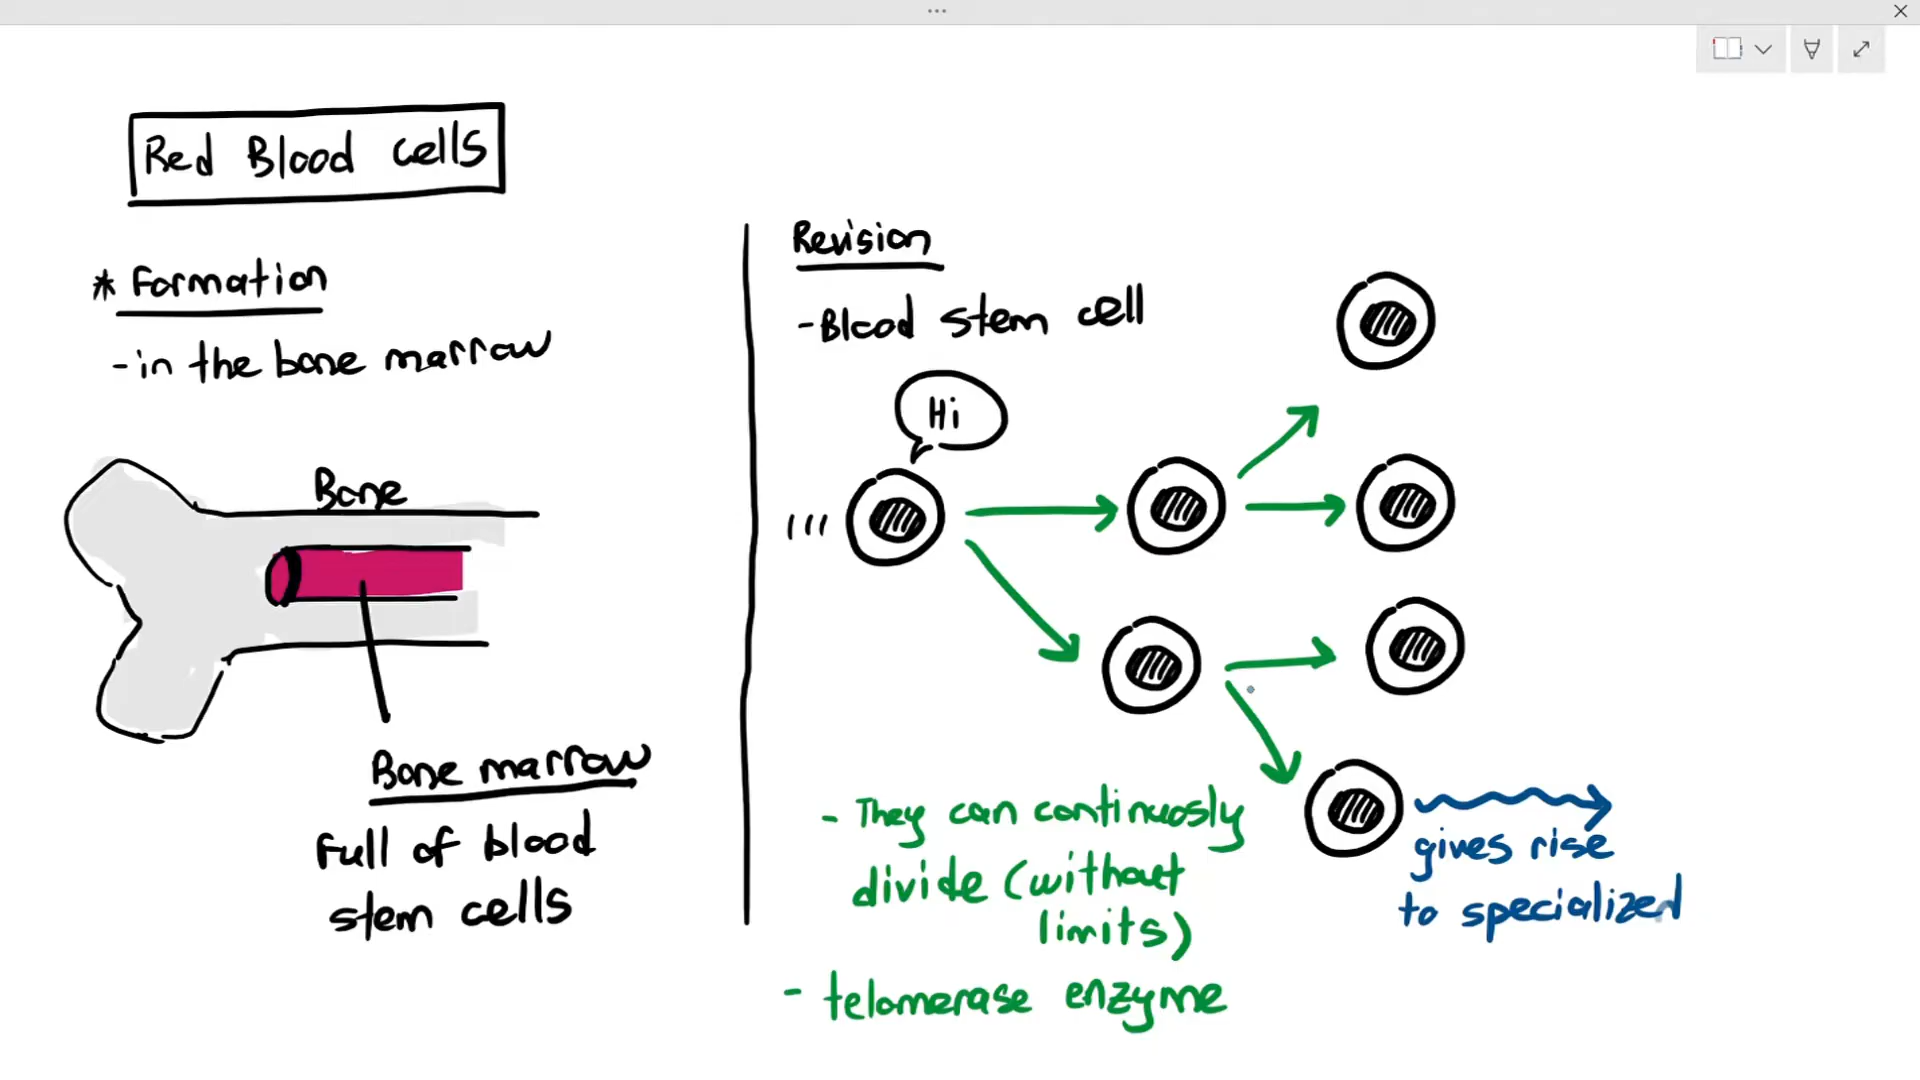 Red Blood cells
* Formation
- in the bone marrow
Bone
Bone marrow
Full of blood
stem cells
Revision
- Blood stem cell
Hi
- They can continuosly
divide (without
limits)
- telomerase enzyme
gives rise
to specialized